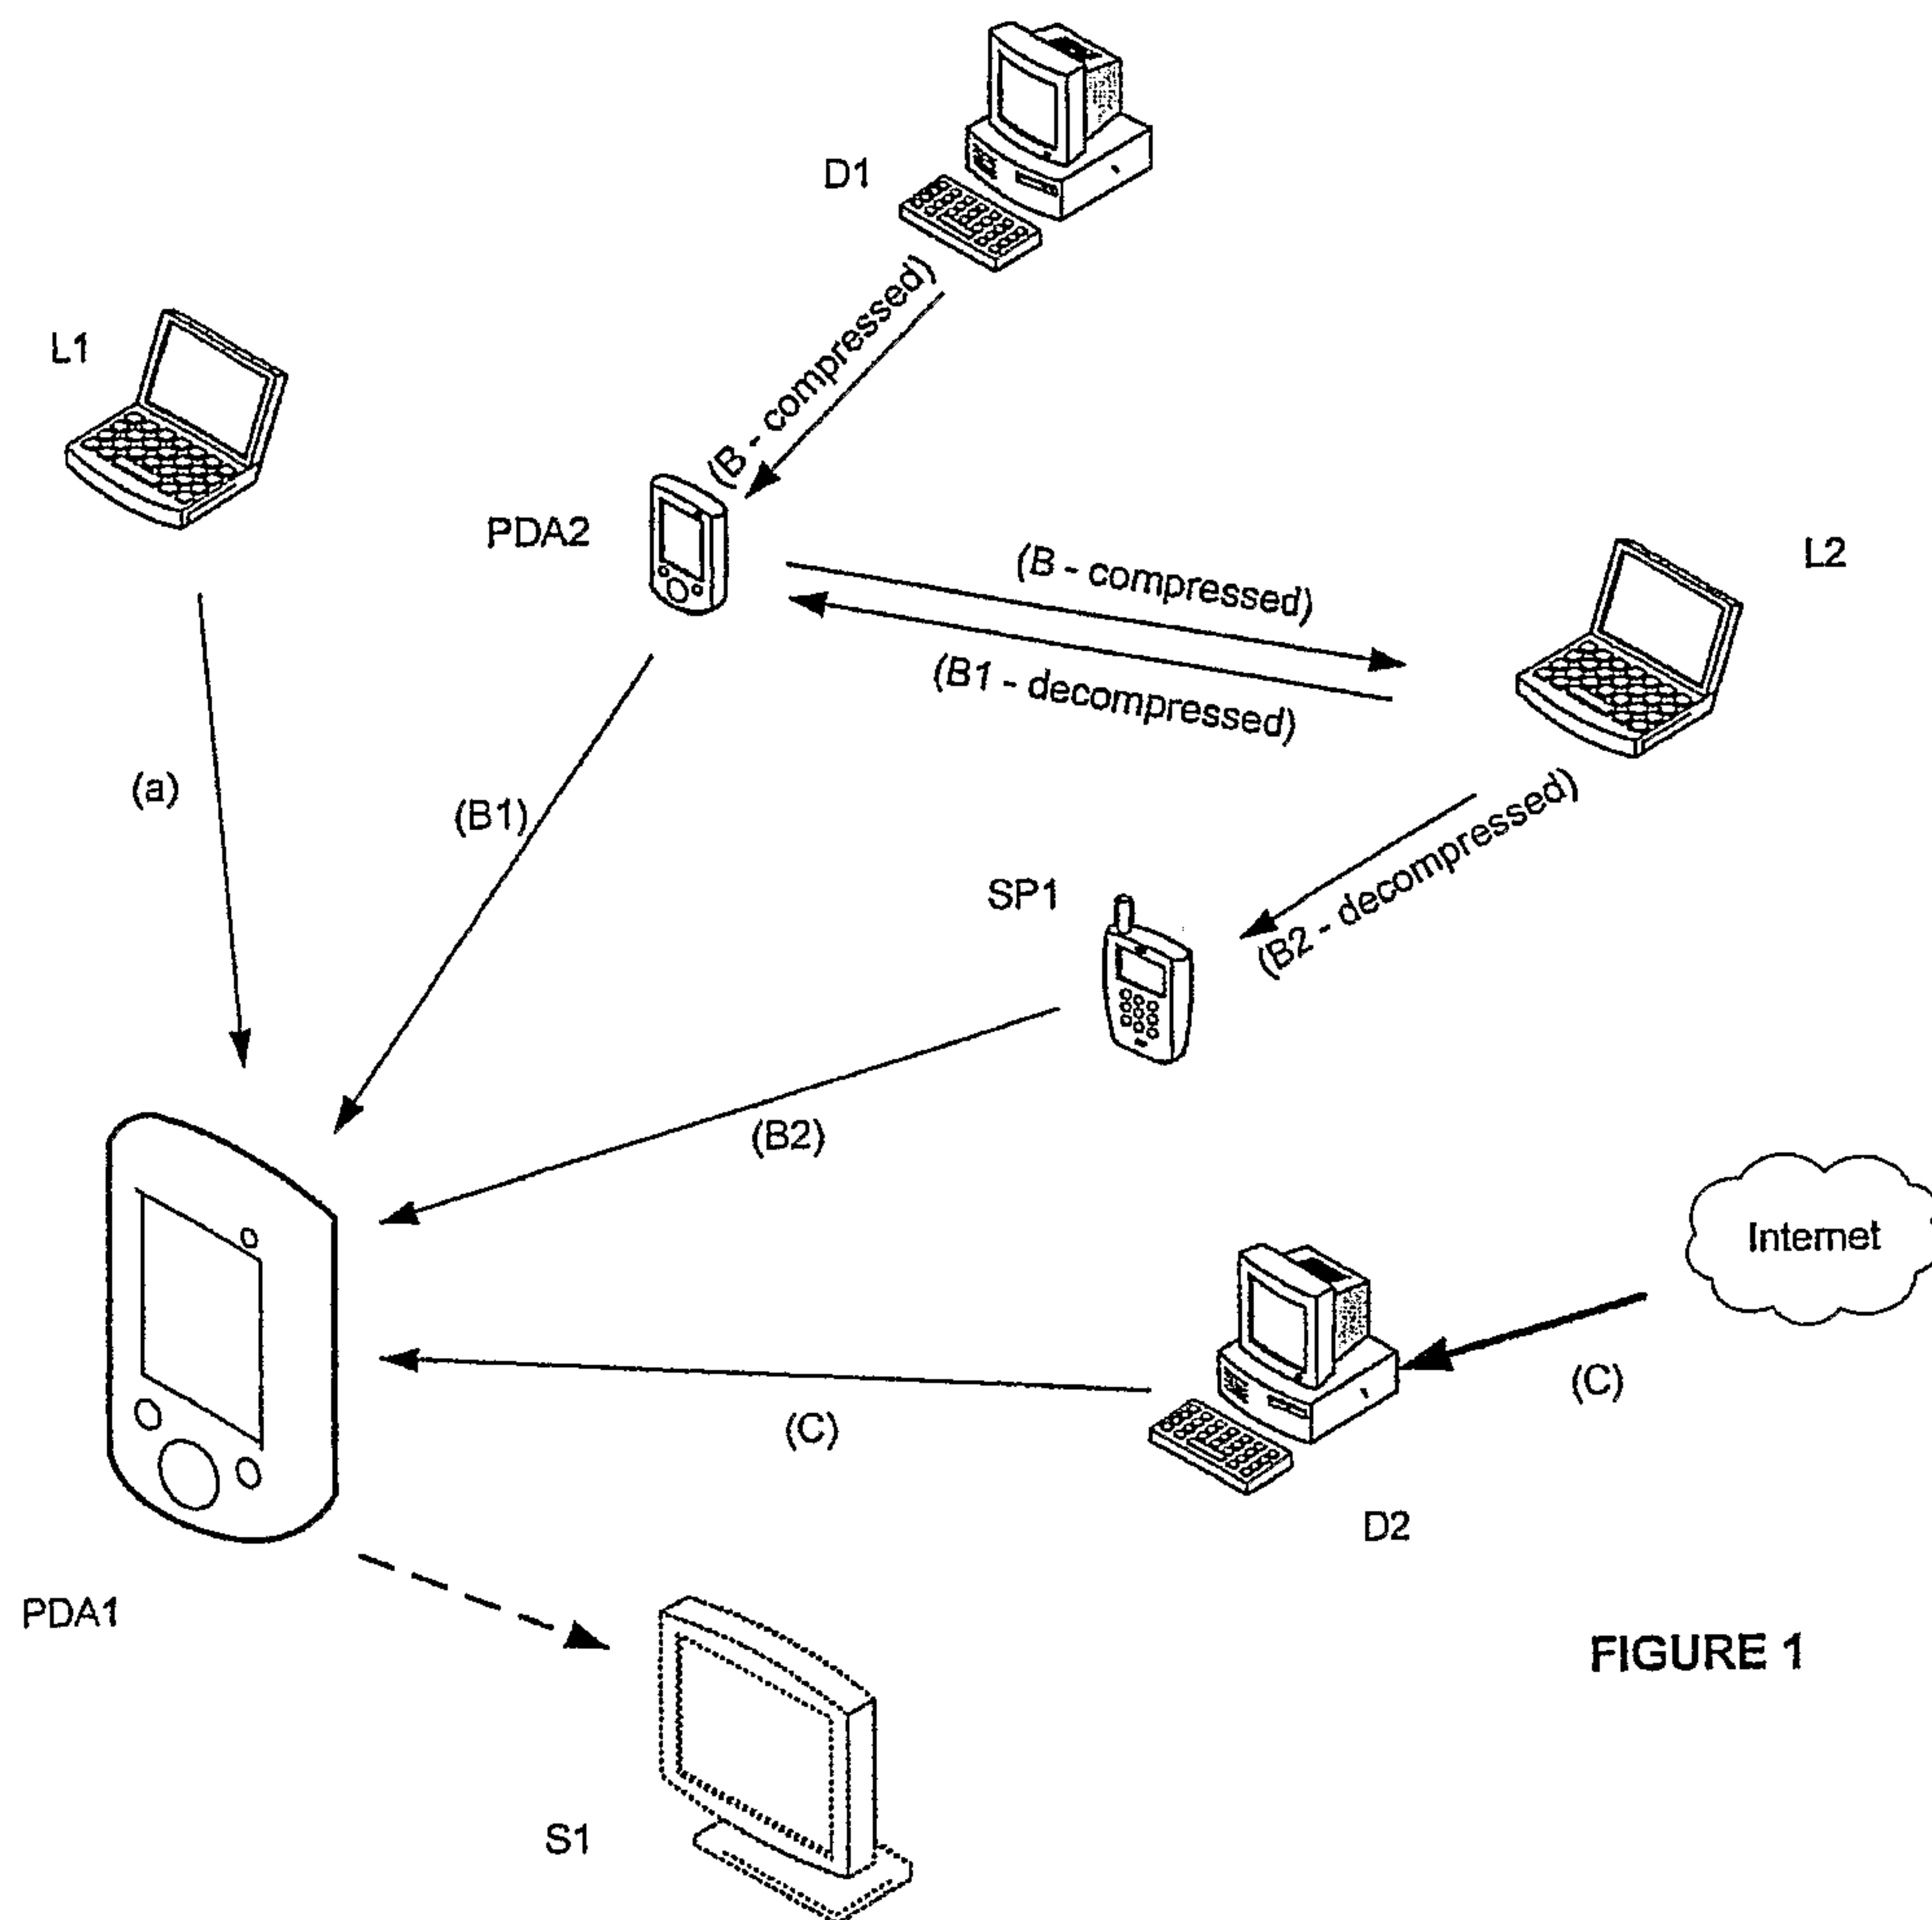 D1
(B - compressed)
L1
PDA2
(B - compressed)
L2
(B1 - decompressed)
(a)
(B1)
(B2 - decompressed)
SP1
(B2)
Internet
(C)
(C)
D2
PDA1
FIGURE 1
S1